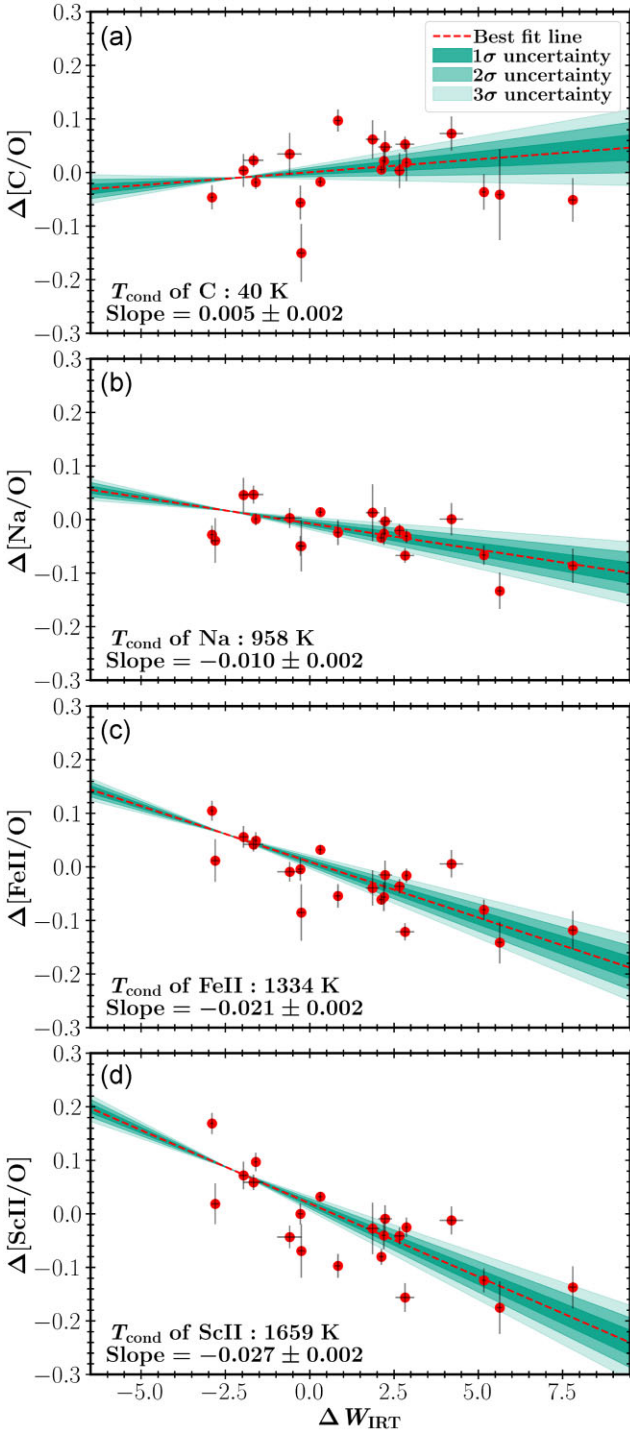 (a)
Best fit line
1σ uncertainty
2σ uncertainty
3σ uncertainty
0.3
0.2
0.1
0.0
−0.1
−0.2
−0.3
Δ[C/O]
T_cond of C : 40 K
Slope = 0.005 ± 0.002
(b)
0.3
0.2
0.1
0.0
−0.1
−0.2
−0.3
Δ[Na/O]
T_cond of Na : 958 K
Slope = −0.010 ± 0.002
(c)
0.3
0.2
0.1
0.0
−0.1
−0.2
−0.3
Δ[FeII/O]
T_cond of FeII : 1334 K
Slope = −0.021 ± 0.002
(d)
0.3
0.2
0.1
0.0
−0.1
−0.2
−0.3
Δ[ScII/O]
T_cond of ScII : 1659 K
Slope = −0.027 ± 0.002
−5.0 −2.5 0.0 2.5 5.0 7.5
Δ W_IRT